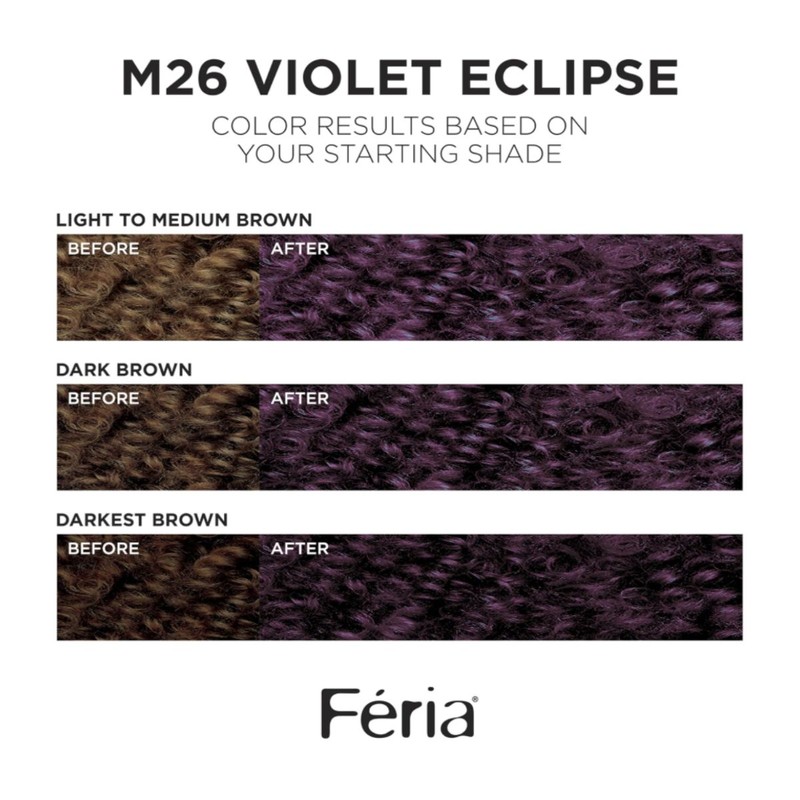 M26 VIOLET ECLIPSE
COLOR RESULTS BASED ON
YOUR STARTING SHADE
LIGHT TO MEDIUM BROWN
BEFORE AFTER
DARK BROWN
BEFORE AFTER
DARKEST BROWN
BEFORE AFTER
Féria®